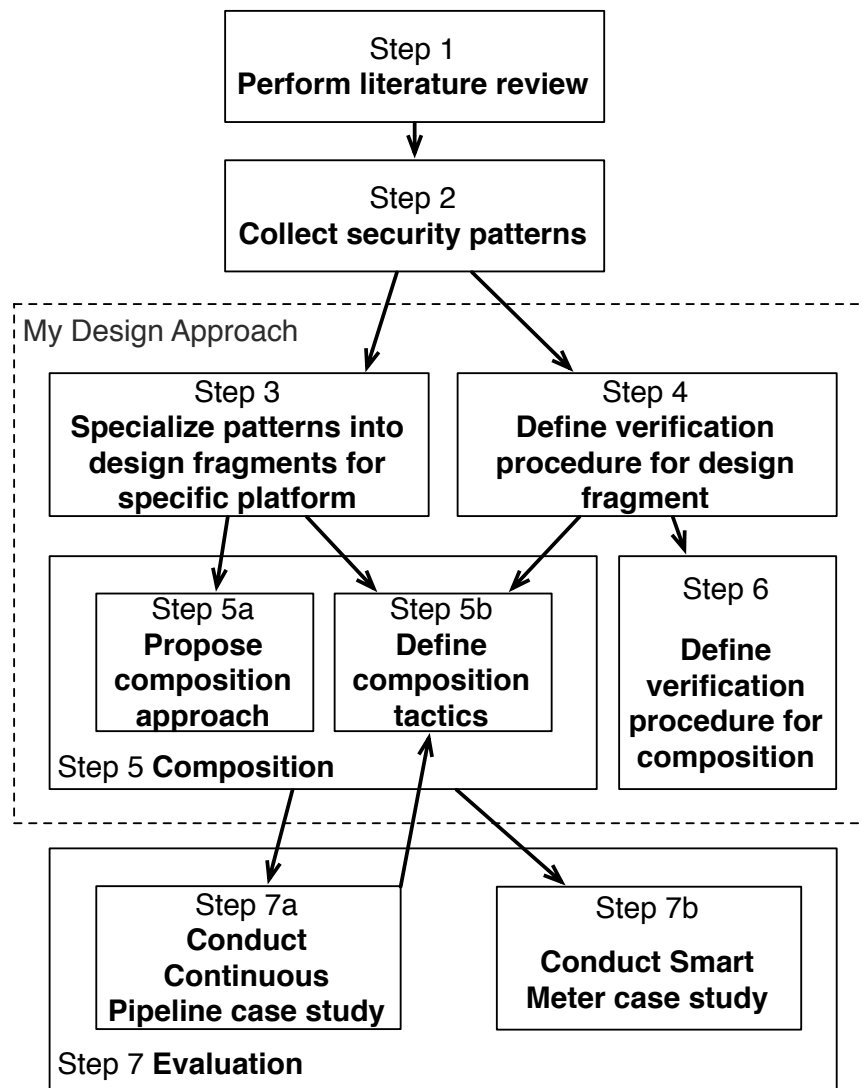 Step 1
Perform literature review
Step 2
Collect security patterns
My Design Approach
Step 3
Specialize patterns into
design fragments for
specific platform
Step 4
Define verification
procedure for design
fragment
Step 5a
Propose
composition
approach
Step 5b
Define
composition
tactics
Step 5 Composition
Step 6
Define
verification
procedure for
composition
Step 7a
Conduct
Continuous
Pipeline case study
Step 7b
Conduct Smart
Meter case study
Step 7 Evaluation